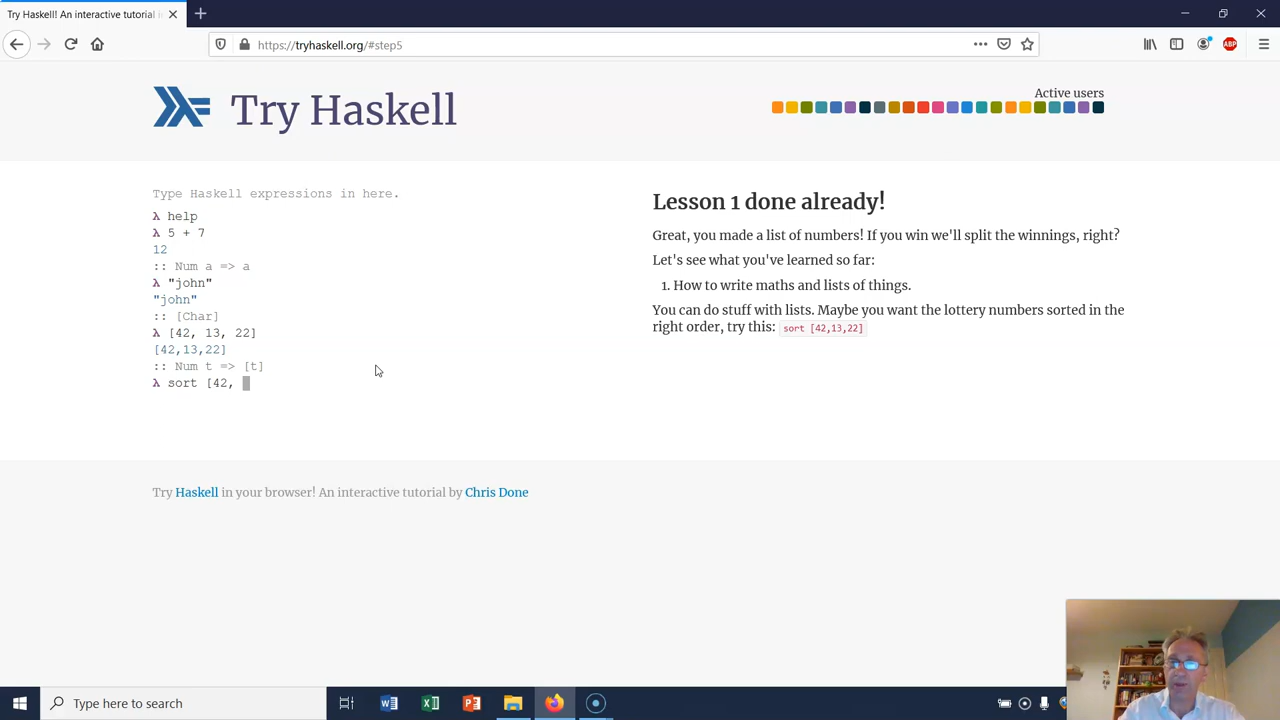 Try Haskell! An interactive tutorial i
https://tryhaskell.org/#step5
ABP
Try Haskell
Active users
Type Haskell expressions in here.
λ help
λ 5 + 7
12
:: Num a => a
λ "john"
"john"
:: [Char]
λ [42, 13, 22]
[42,13,22]
:: Num t => [t]
λ sort [42,
Lesson 1 done already!
Great, you made a list of numbers! If you win we'll split the winnings, right?
Let's see what you've learned so far:
1. How to write maths and lists of things.
You can do stuff with lists. Maybe you want the lottery numbers sorted in the
right order, try this: sort [42,13,22]
Try Haskell in your browser! An interactive tutorial by Chris Done
Type here to search